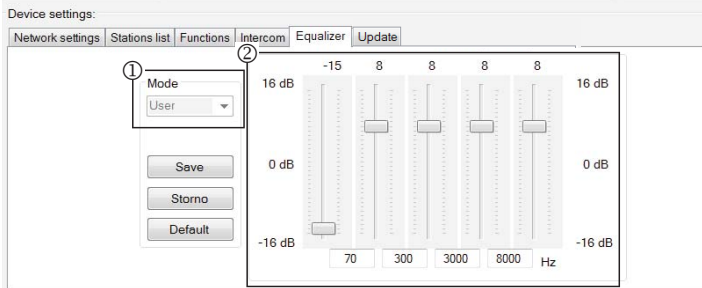 Device settings:
Network settings Stations list Functions Intercom Equalizer Update
① ②
Mode
User
Save
Storno
Default
-15 8 8 8 8
16 dB 16 dB
0 dB 0 dB
-16 dB -16 dB
70 300 3000 8000 Hz